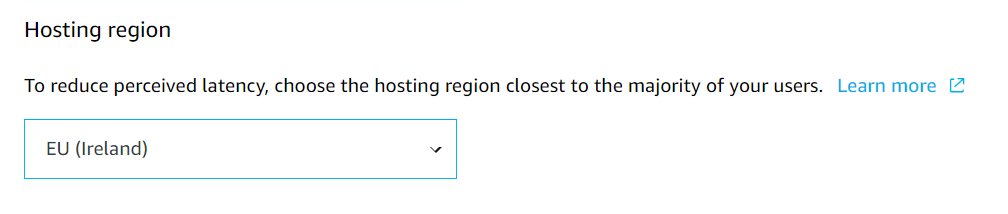 Hosting region
To reduce perceived latency, choose the hosting region closest to the majority of your users. Learn more
EU (Ireland)